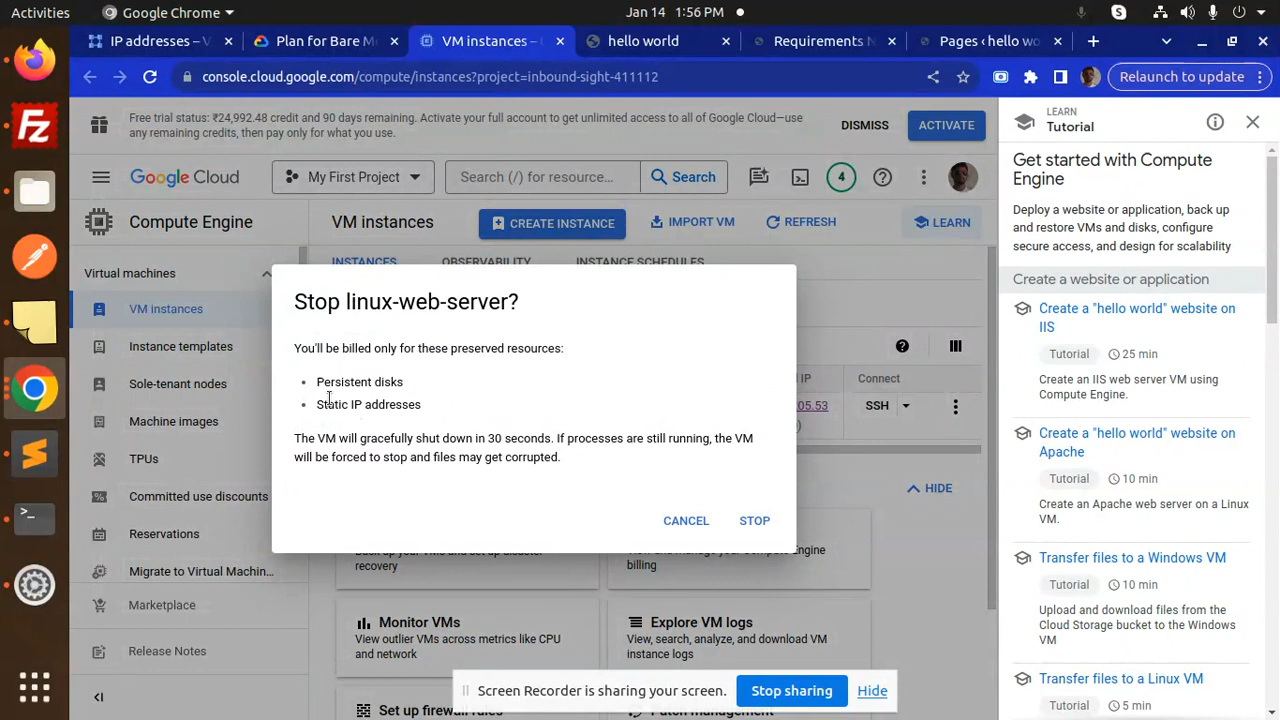 Activities
Google Chrome
Jan 14 1:56 PM
IP addresses – V
Plan for Bare M
VM instances –
hello world
Requirements N
Pages ‹ hello wo
console.cloud.google.com/compute/instances?project=inbound-sight-411112
Relaunch to update
Free trial status: ₹24,992.48 credit and 90 days remaining. Activate your full account to get unlimited access to all of Google Cloud—use
any remaining credits, then pay only for what you use.
DISMISS
ACTIVATE
Google Cloud
My First Project
Search (/) for resource...
Search
4
Compute Engine
VM instances
CREATE INSTANCE
IMPORT VM
REFRESH
LEARN
Virtual machines
VM instances
Instance templates
Sole-tenant nodes
Machine images
TPUs
Committed use discounts
Reservations
Migrate to Virtual Machin...
Marketplace
Release Notes
INSTANCES
OBSERVABILITY
INSTANCE SCHEDULES
Stop linux-web-server?
You'll be billed only for these preserved resources:
• Persistent disks
• Static IP addresses
The VM will gracefully shut down in 30 seconds. If processes are still running, the VM
will be forced to stop and files may get corrupted.
CANCEL
STOP
IP
Connect
05.53
SSH
)
HIDE
recovery
Engine
billing
Monitor VMs
View outlier VMs across metrics like CPU
and network
Explore VM logs
View, search, analyze, and download VM
instance logs
Set up firewall rules
Screen Recorder is sharing your screen.
Stop sharing
Hide
LEARN
Tutorial
Get started with Compute
Engine
Deploy a website or application, back up
and restore VMs and disks, configure
secure access, and design for scalability
Create a website or application
Create a "hello world" website on
IIS
Tutorial
25 min
Create an IIS web server VM using
Compute Engine.
Create a "hello world" website on
Apache
Tutorial
10 min
Create an Apache web server on a Linux
VM.
Transfer files to a Windows VM
Tutorial
10 min
Upload and download files from the
Cloud Storage bucket to the Windows
VM
Transfer files to a Linux VM
Tutorial
5 min